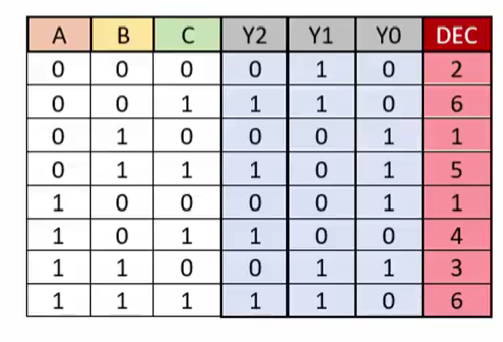 A B C Y2 Y1 Y0 DEC
0 0 0 0 1 0 2
0 0 1 1 1 0 6
0 1 0 0 0 1 1
0 1 1 1 0 1 5
1 0 0 0 0 1 1
1 0 1 1 0 0 4
1 1 0 0 1 1 3
1 1 1 1 1 0 6